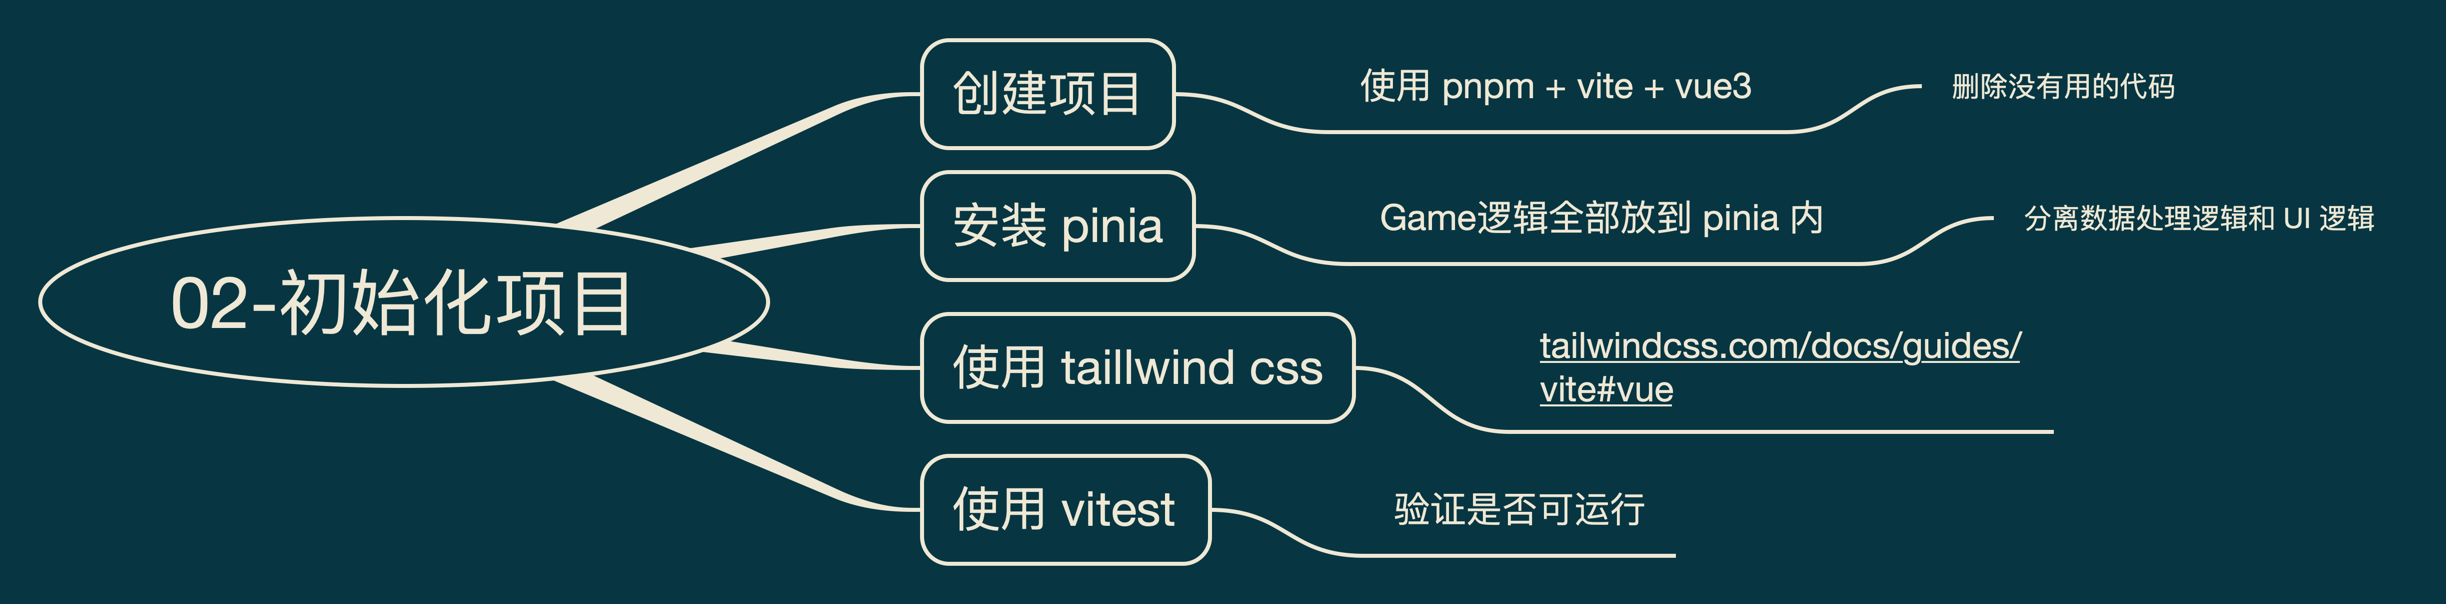 02-初始化项目
创建项目
使用 pnpm + vite + vue3
删除没有用的代码
安装 pinia
Game逻辑全部放到 pinia 内
分离数据处理逻辑和 UI 逻辑
使用 taillwind css
tailwindcss.com/docs/guides/
vite#vue
使用 vitest
验证是否可运行